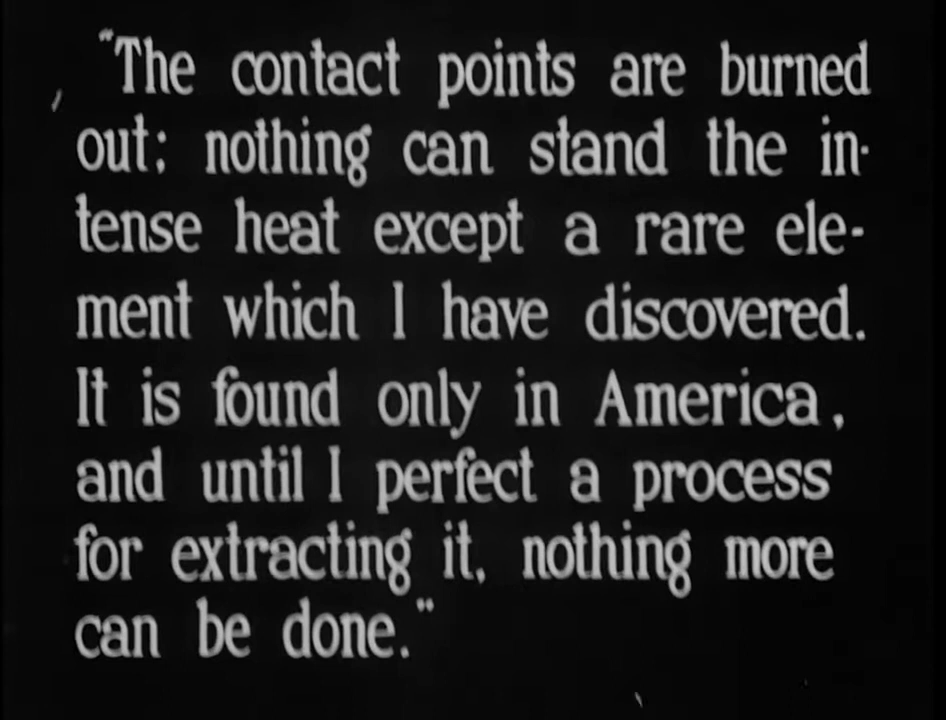 "The contact points are burned
out; nothing can stand the in-
tense heat except a rare ele-
ment which I have discovered.
It is found only in America,
and until I perfect a process
for extracting it, nothing more
can be done."